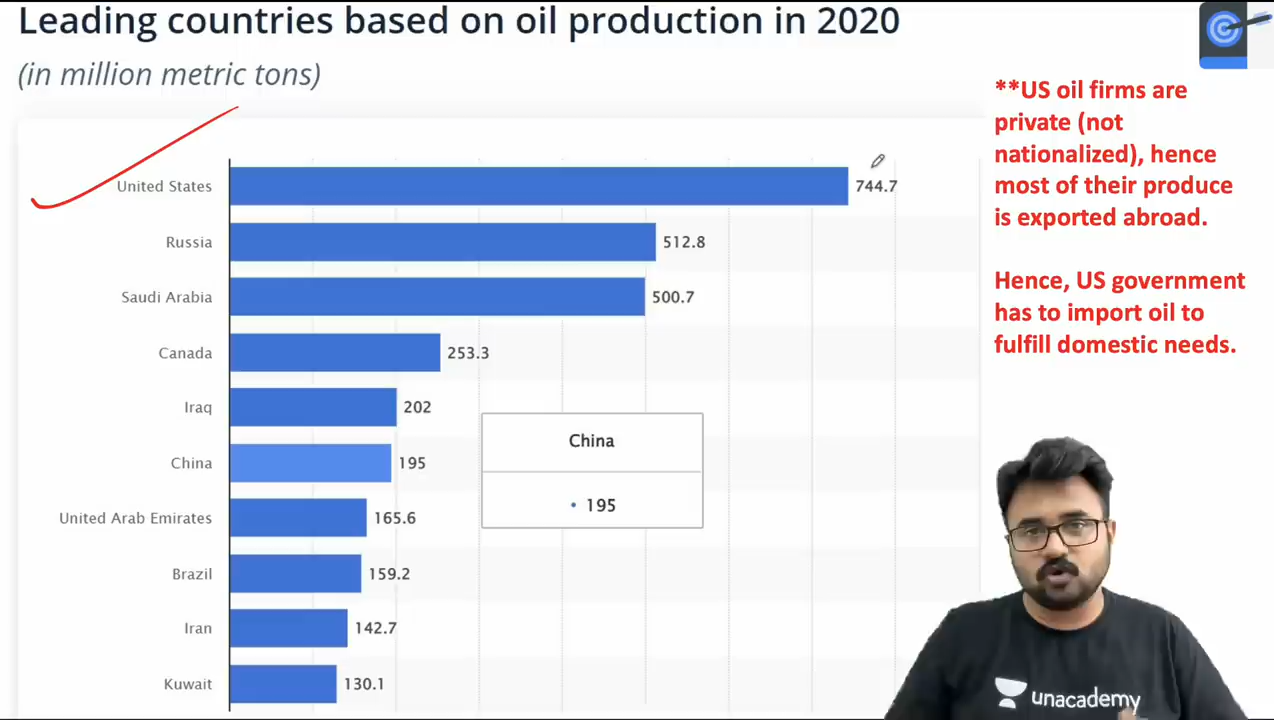 Leading countries based on oil production in 2020
(in million metric tons)
**US oil firms are
private (not
nationalized), hence
most of their produce
is exported abroad.
Hence, US government
has to import oil to
fulfill domestic needs.
United States 744.7
Russia 512.8
Saudi Arabia 500.7
Canada 253.3
Iraq 202
China 195
United Arab Emirates 165.6
Brazil 159.2
Iran 142.7
Kuwait 130.1
China
• 195
unacademy